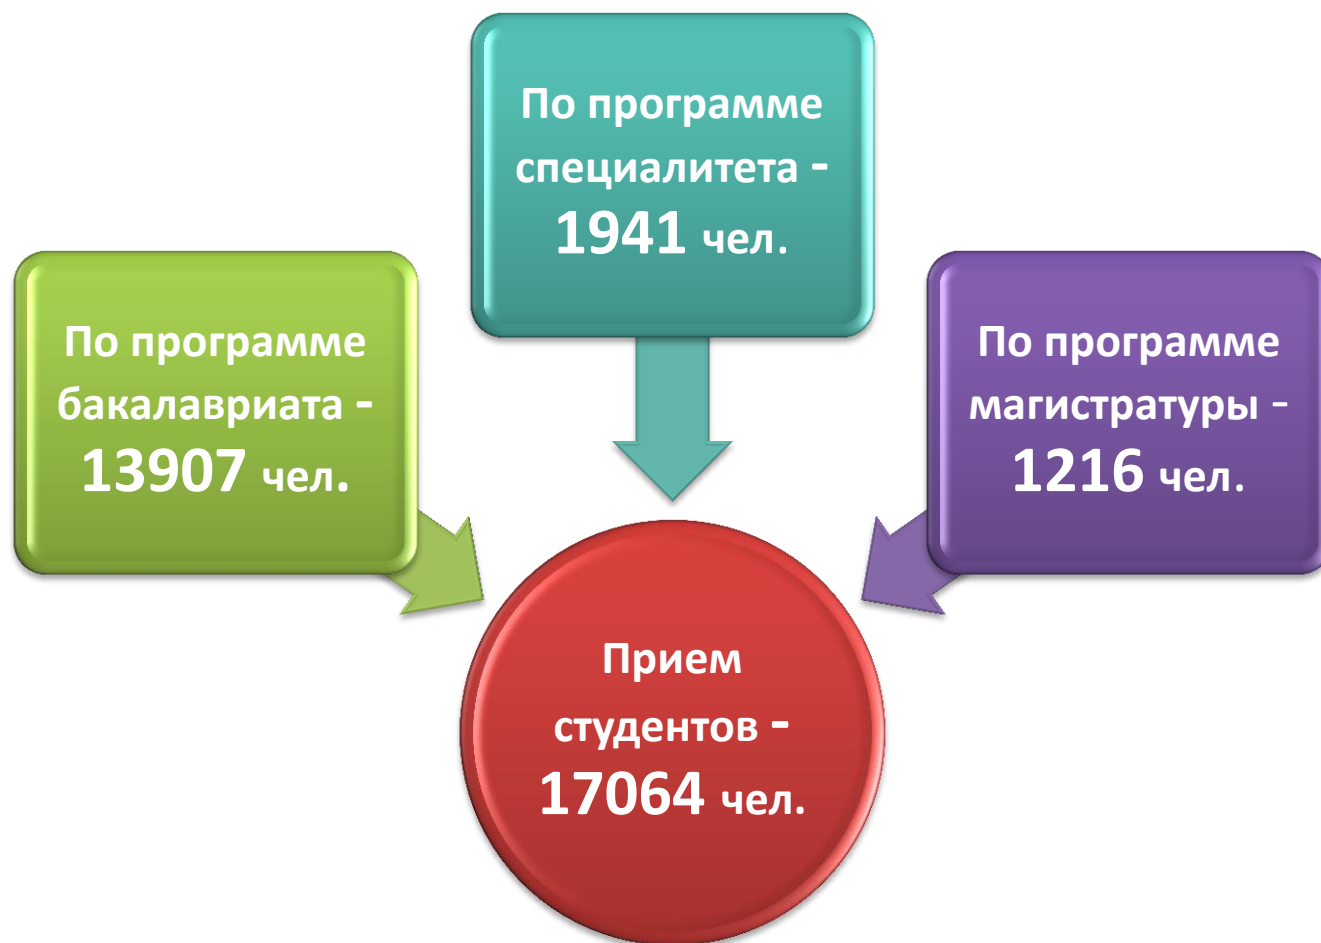 По программе
специалитета -
1941 чел.
По программе
бакалавриата -
13907 чел.
По программе
магистратуры -
1216 чел.
Прием
студентов -
17064 чел.